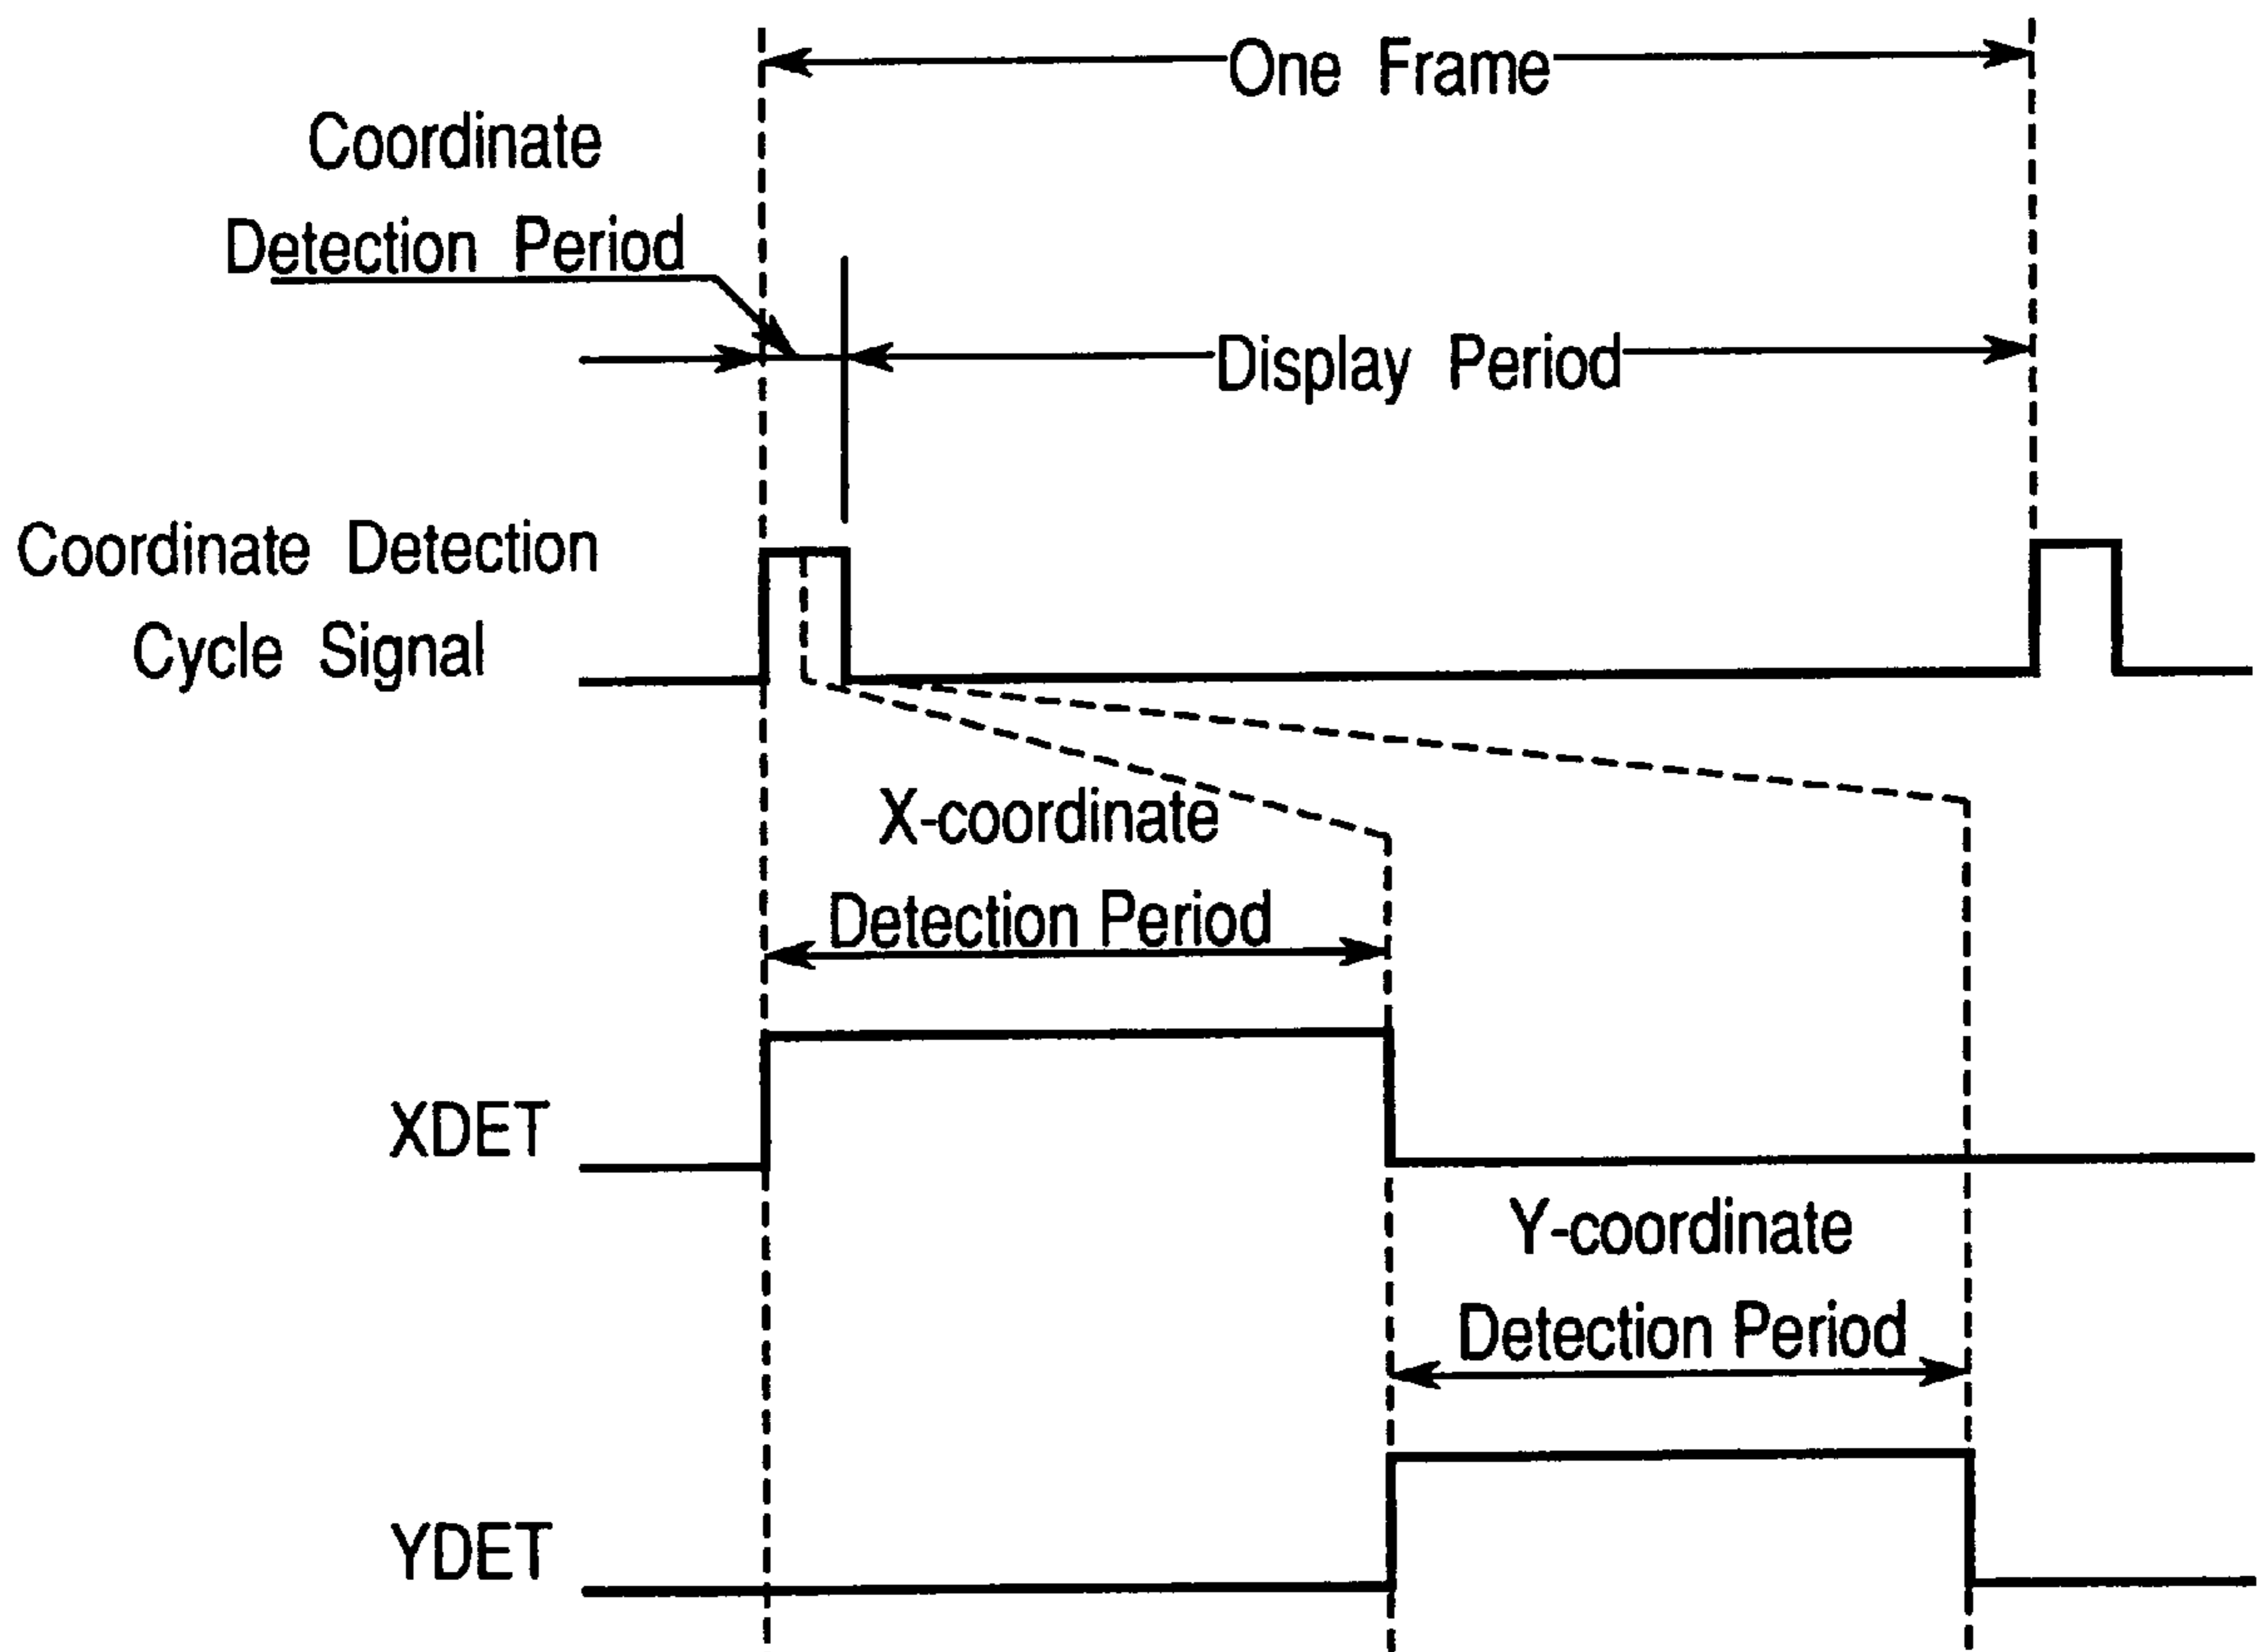 One Frame
Coordinate
Detection Period
Display Period
Coordinate Detection
Cycle Signal
X-coordinate
Detection Period
XDET
Y-coordinate
Detection Period
YDET